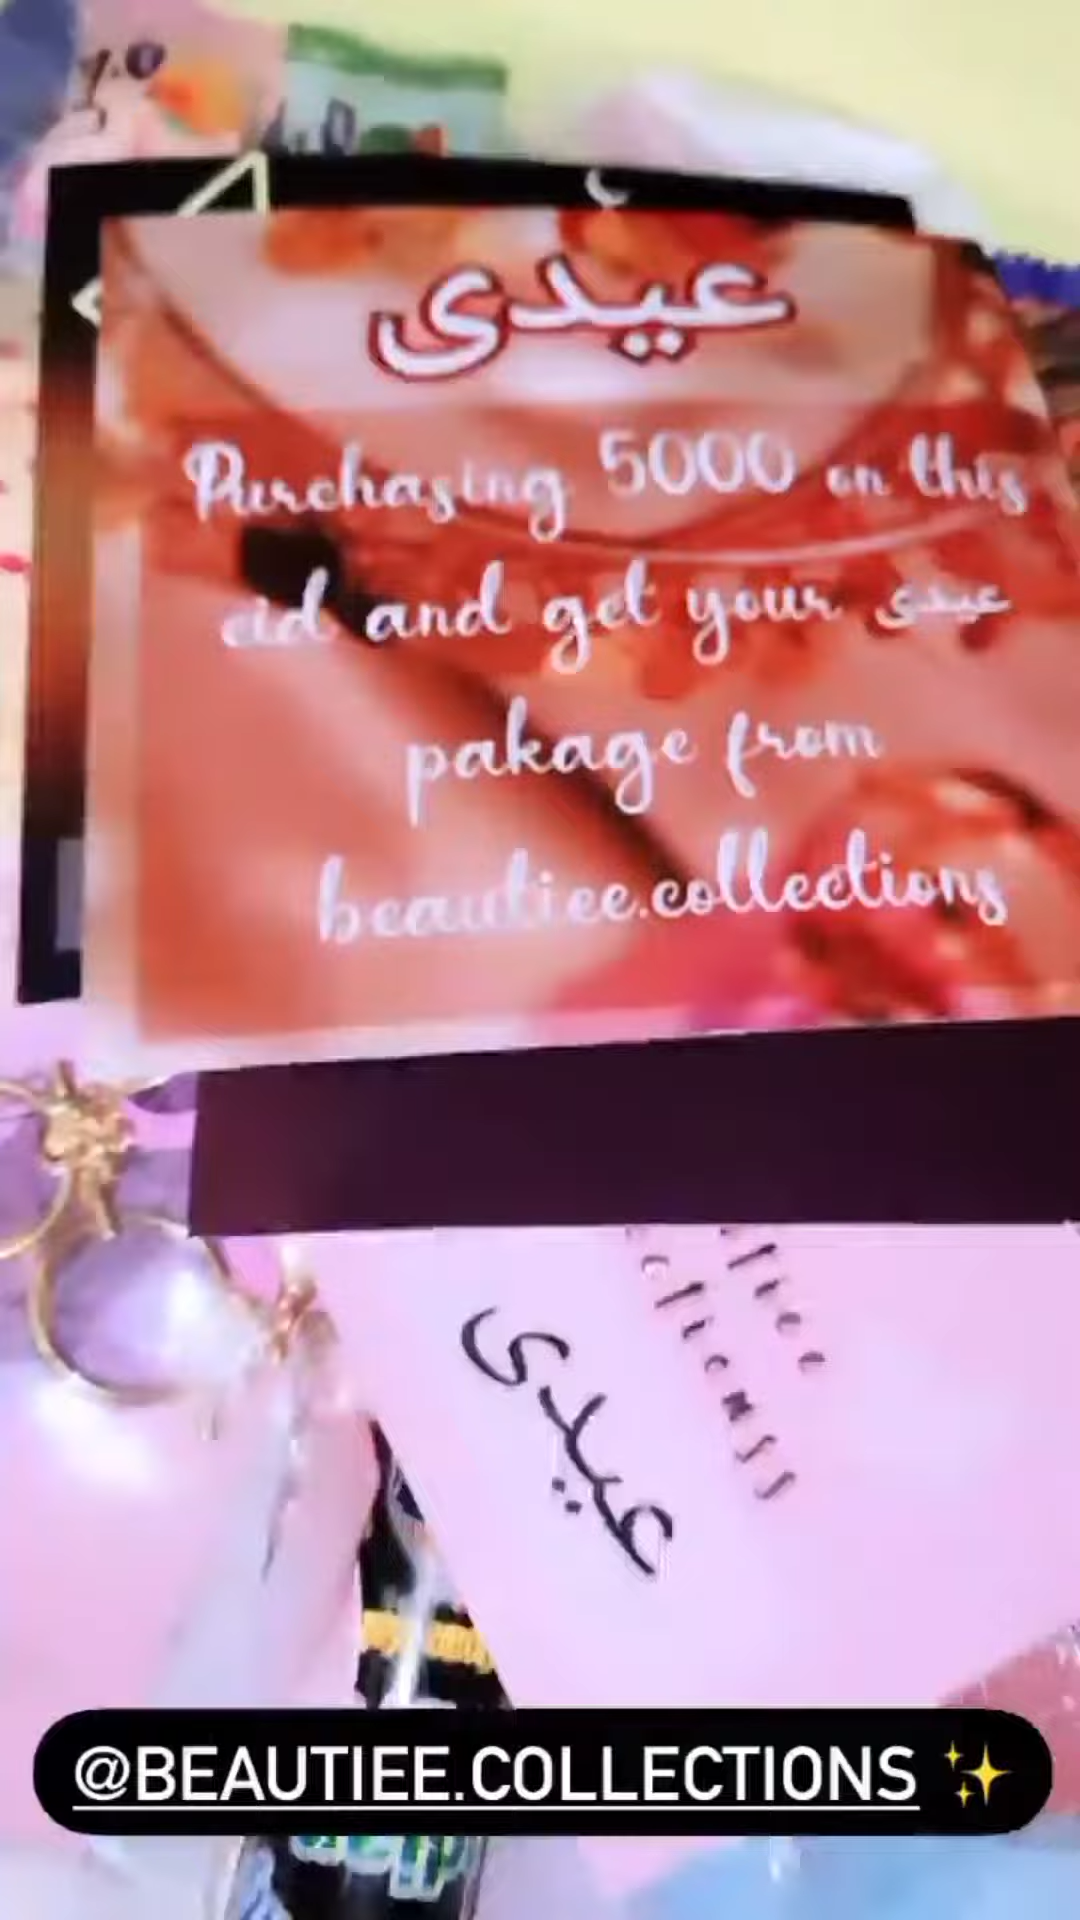 عیدی
Purchasing 5000 on this
eid and get your عیدی
pakage from
beautiee.collections
عیدی
@BEAUTIEE.COLLECTIONS ✨